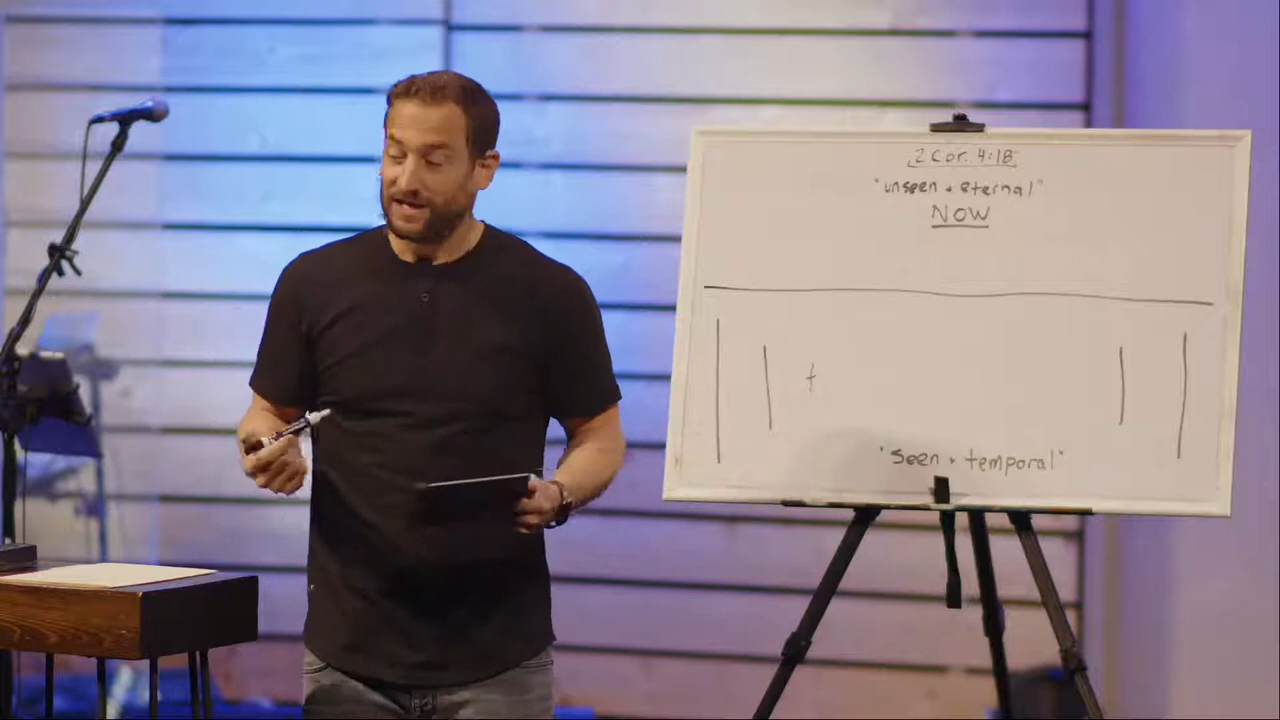 2 Cor. 4:18
"unseen + eternal"
NOW
"Seen + temporal"